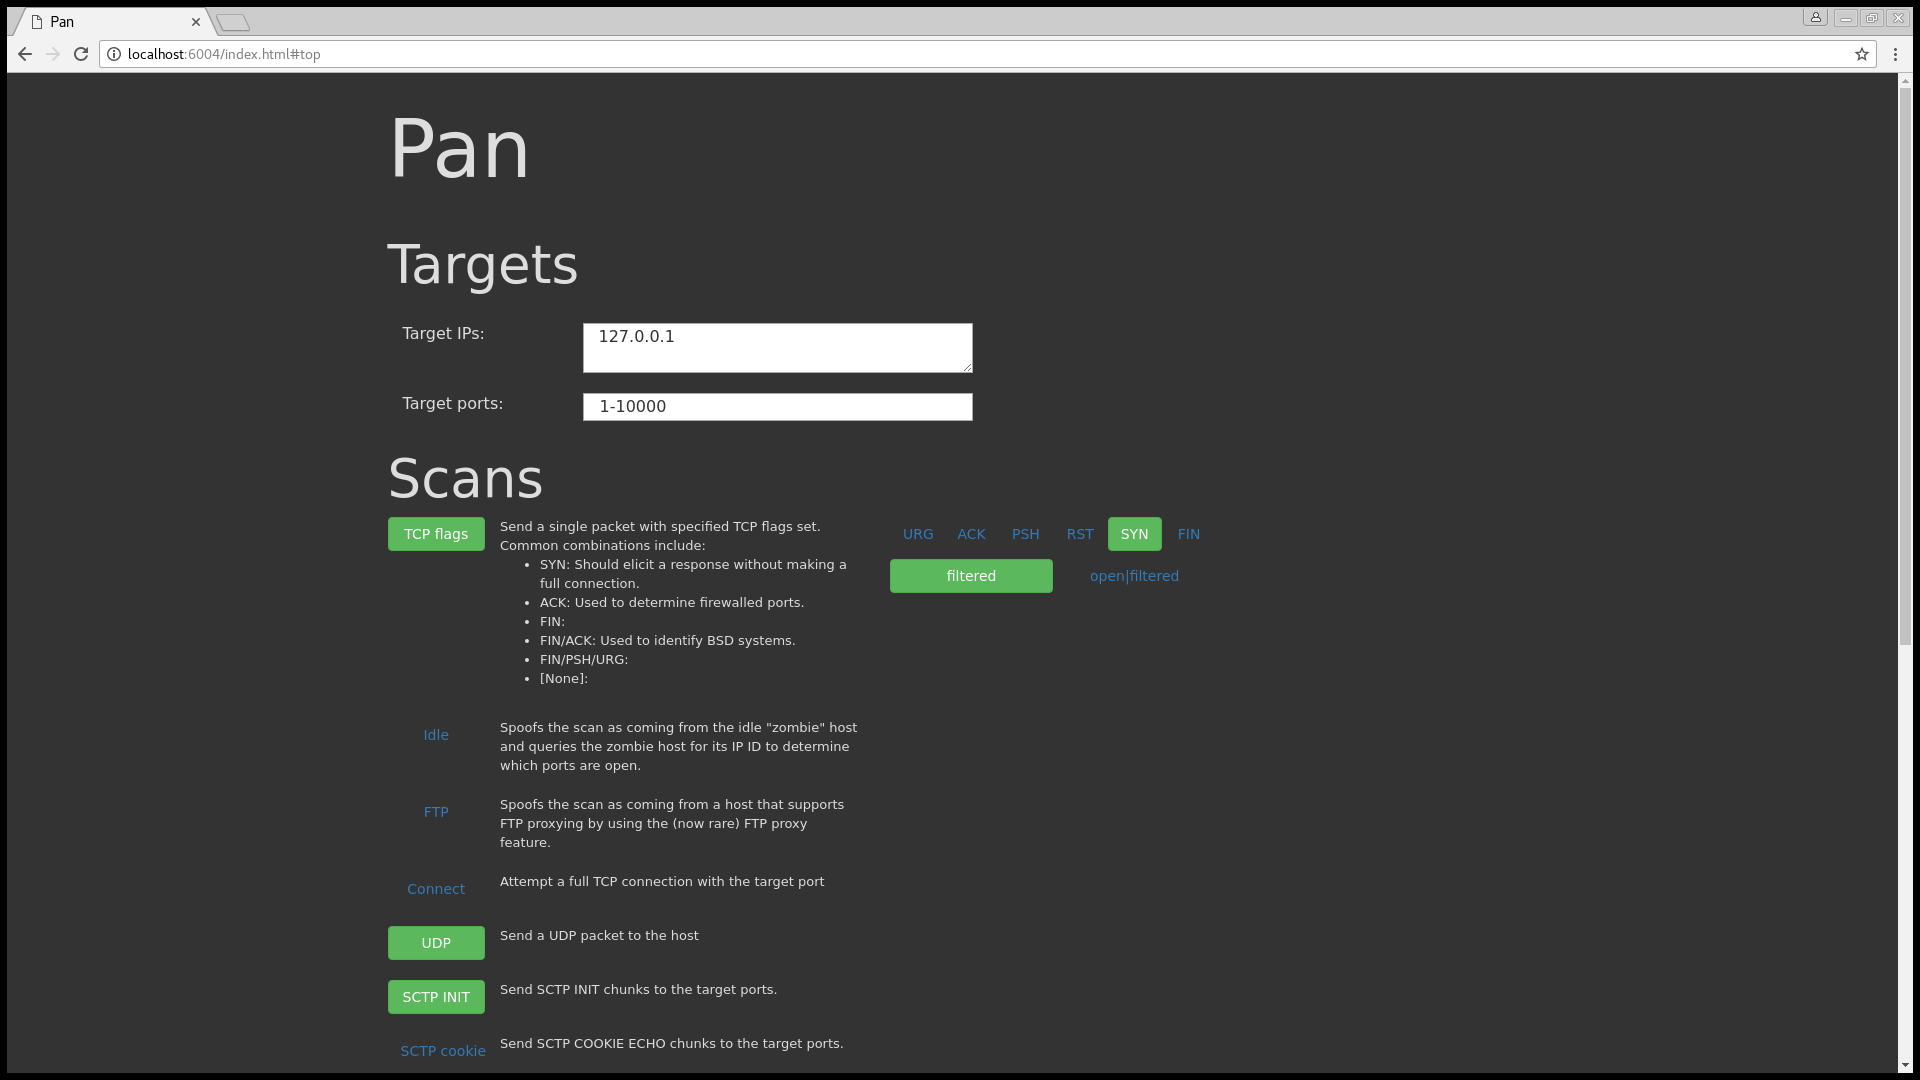 Pan
localhost:6004/index.html#top
Pan
Targets
Target IPs:
127.0.0.1
Target ports:
1-10000
Scans
TCP flags
Send a single packet with specified TCP flags set.
Common combinations include:
• SYN: Should elicit a response without making a
full connection.
• ACK: Used to determine firewalled ports.
• FIN:
• FIN/ACK: Used to identify BSD systems.
• FIN/PSH/URG:
• [None]:
URG ACK PSH RST SYN FIN
filtered open|filtered
Idle
Spoofs the scan as coming from the idle "zombie" host
and queries the zombie host for its IP ID to determine
which ports are open.
FTP
Spoofs the scan as coming from a host that supports
FTP proxying by using the (now rare) FTP proxy
feature.
Connect
Attempt a full TCP connection with the target port
UDP
Send a UDP packet to the host
SCTP INIT
Send SCTP INIT chunks to the target ports.
SCTP cookie
Send SCTP COOKIE ECHO chunks to the target ports.